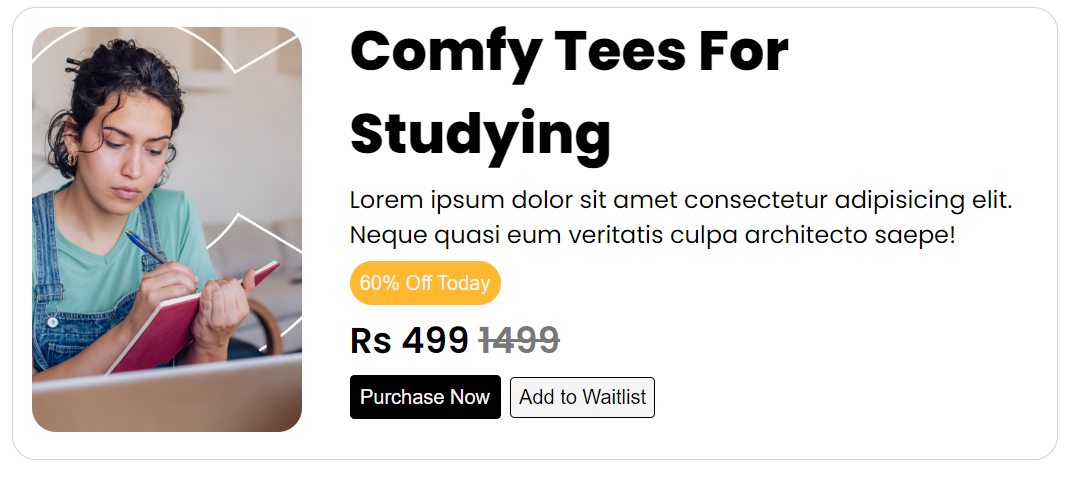 Comfy Tees For
Studying
Lorem ipsum dolor sit amet consectetur adipisicing elit.
Neque quasi eum veritatis culpa architecto saepe!
60% Off Today
Rs 499 1499
Purchase Now Add to Waitlist